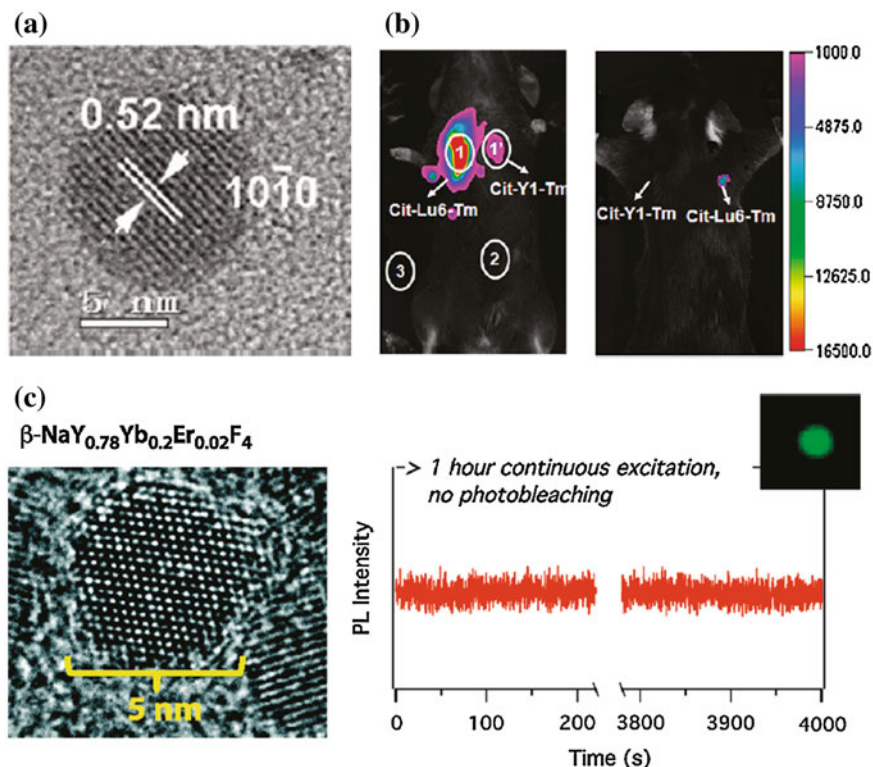 (a)
0.52 nm
101̄0
5 nm
(b)
1
1'
Cit-Lu6-Tm
Cit-Y1-Tm
2
3
Cit-Y1-Tm
Cit-Lu6-Tm
1000.0
4875.0
8750.0
12625.0
16500.0
(c)
β-NaY0.78Yb0.2Er0.02F4
5 nm
1 hour continuous excitation,
no photobleaching
PL Intensity
0
100
200
3800
3900
4000
Time (s)